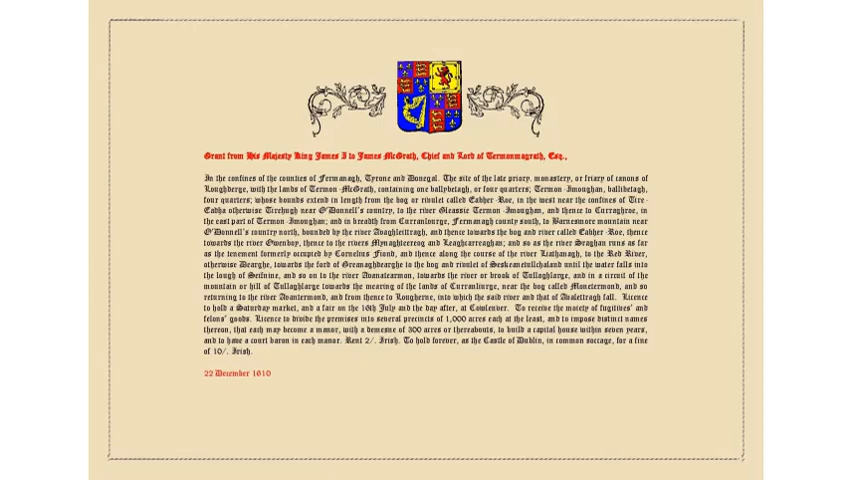 Grant from His Majesty King James I to James McGrath, Chief and Lord of Termonmagrath, Esq.,
In the confines of the counties of Fermanagh, Tyrone and Donegal. The site of the late priory, monastery, or friary of canons of
Loughderge, with the lands of Termon-McGrath, containing one ballybetagh, or four quarters; Termon-Imoughan, ballibetagh,
four quarters; whose bounds extend in length from the bog or rivulet called Eabher-Roe, in the west near the confines of Tire-
Eadha otherwise Tirehugh near O'Donnell's country, to the river Gleassie Termon-Imoughan, and thence to Curraghroe, in
the east part of Termon-Imoughan; and in breadth from Curranlourge, Fermanagh county south, to Barnesmore mountain near
O'Donnell's country north, bounded by the river Avaghleittragh, and thence towards the bog and river called Eabher-Roe, thence
towards the river Owenboy, thence to the rivers Mynaghteereog and Leaghcarreaghan; and so as the river Sraghan runs as far
as the tenement formerly occupied by Cornelius Fiond, and thence along the course of the river Liathanagh, to the Red River,
otherwise Dearghe, towards the ford of Greanaghdearghe to the bog and rivulet of Seskeanetullchaland until the water falls into
the lough of Seifnine, and so on to the river Avanatearmon, towards the river or brook of Tullaghlarge, and in a circuit of the
mountain or hill of Tullaghlarge towards the mearing of the lands of Curranlurge, near the bog called Monetermond, and so
returning to the river Avantermond, and from thence to Lougherne, into which the said river and that of Avalettragh fall. Licence
to hold a Saturday market, and a fair on the 16th July and the day after, at Cowlenver. To receive the moiety of fugitives' and
felons' goods. Licence to divide the premises into several precincts of 1,000 acres each at the least, and to impose distinct names
thereon, that each may become a manor, with a demesne of 300 acres or thereabouts, to build a capital house within seven years,
and to have a court baron in each manor. Rent 2/. Irish. To hold forever, as the Castle of Dublin, in common soccage, for a fine
of 10/. Irish.
22 December 1610